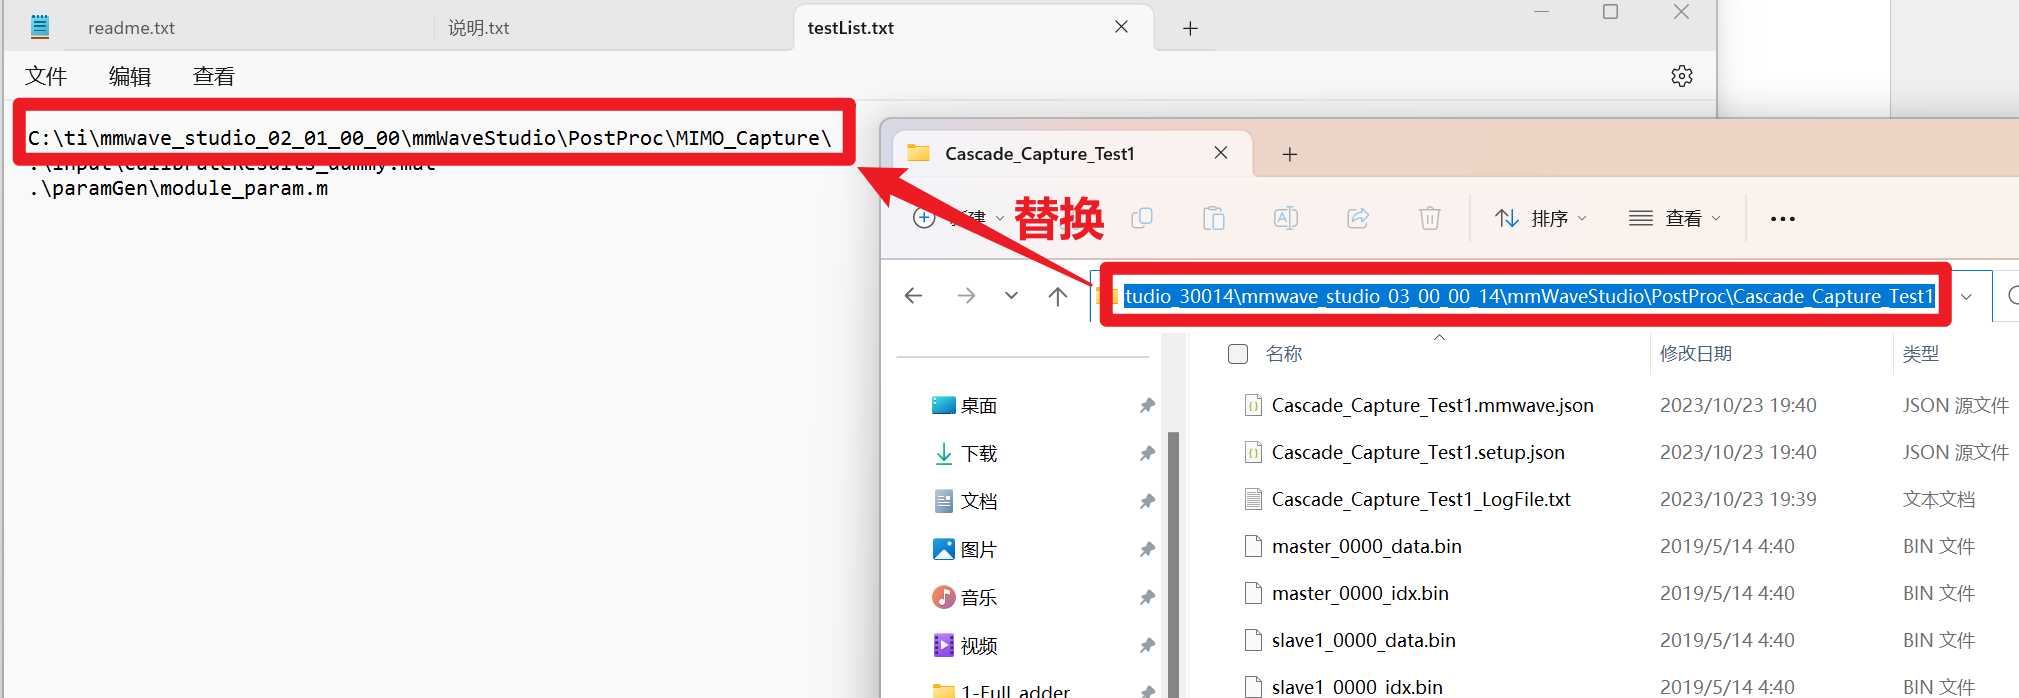 readme.txt
说明.txt
testList.txt
文件 编辑 查看
C:\ti\mmwave_studio_02_01_00_00\mmWaveStudio\PostProc\MIMO_Capture\
.\input\calibrateResults_dummy.mat
.\paramGen\module_param.m
Cascade_Capture_Test1
新建
替换
排序
查看
tudio_30014\mmwave_studio_03_00_00_14\mmWaveStudio\PostProc\Cascade_Capture_Test1
名称 修改日期 类型
桌面
下载
文档
图片
音乐
视频
1-Full_adder
Cascade_Capture_Test1.mmwave.json 2023/10/23 19:40 JSON 源文件
Cascade_Capture_Test1.setup.json 2023/10/23 19:40 JSON 源文件
Cascade_Capture_Test1_LogFile.txt 2023/10/23 19:39 文本文档
master_0000_data.bin 2019/5/14 4:40 BIN 文件
master_0000_idx.bin 2019/5/14 4:40 BIN 文件
slave1_0000_data.bin 2019/5/14 4:40 BIN 文件
slave1_0000_idx.bin 2019/5/14 4:40 BIN 文件